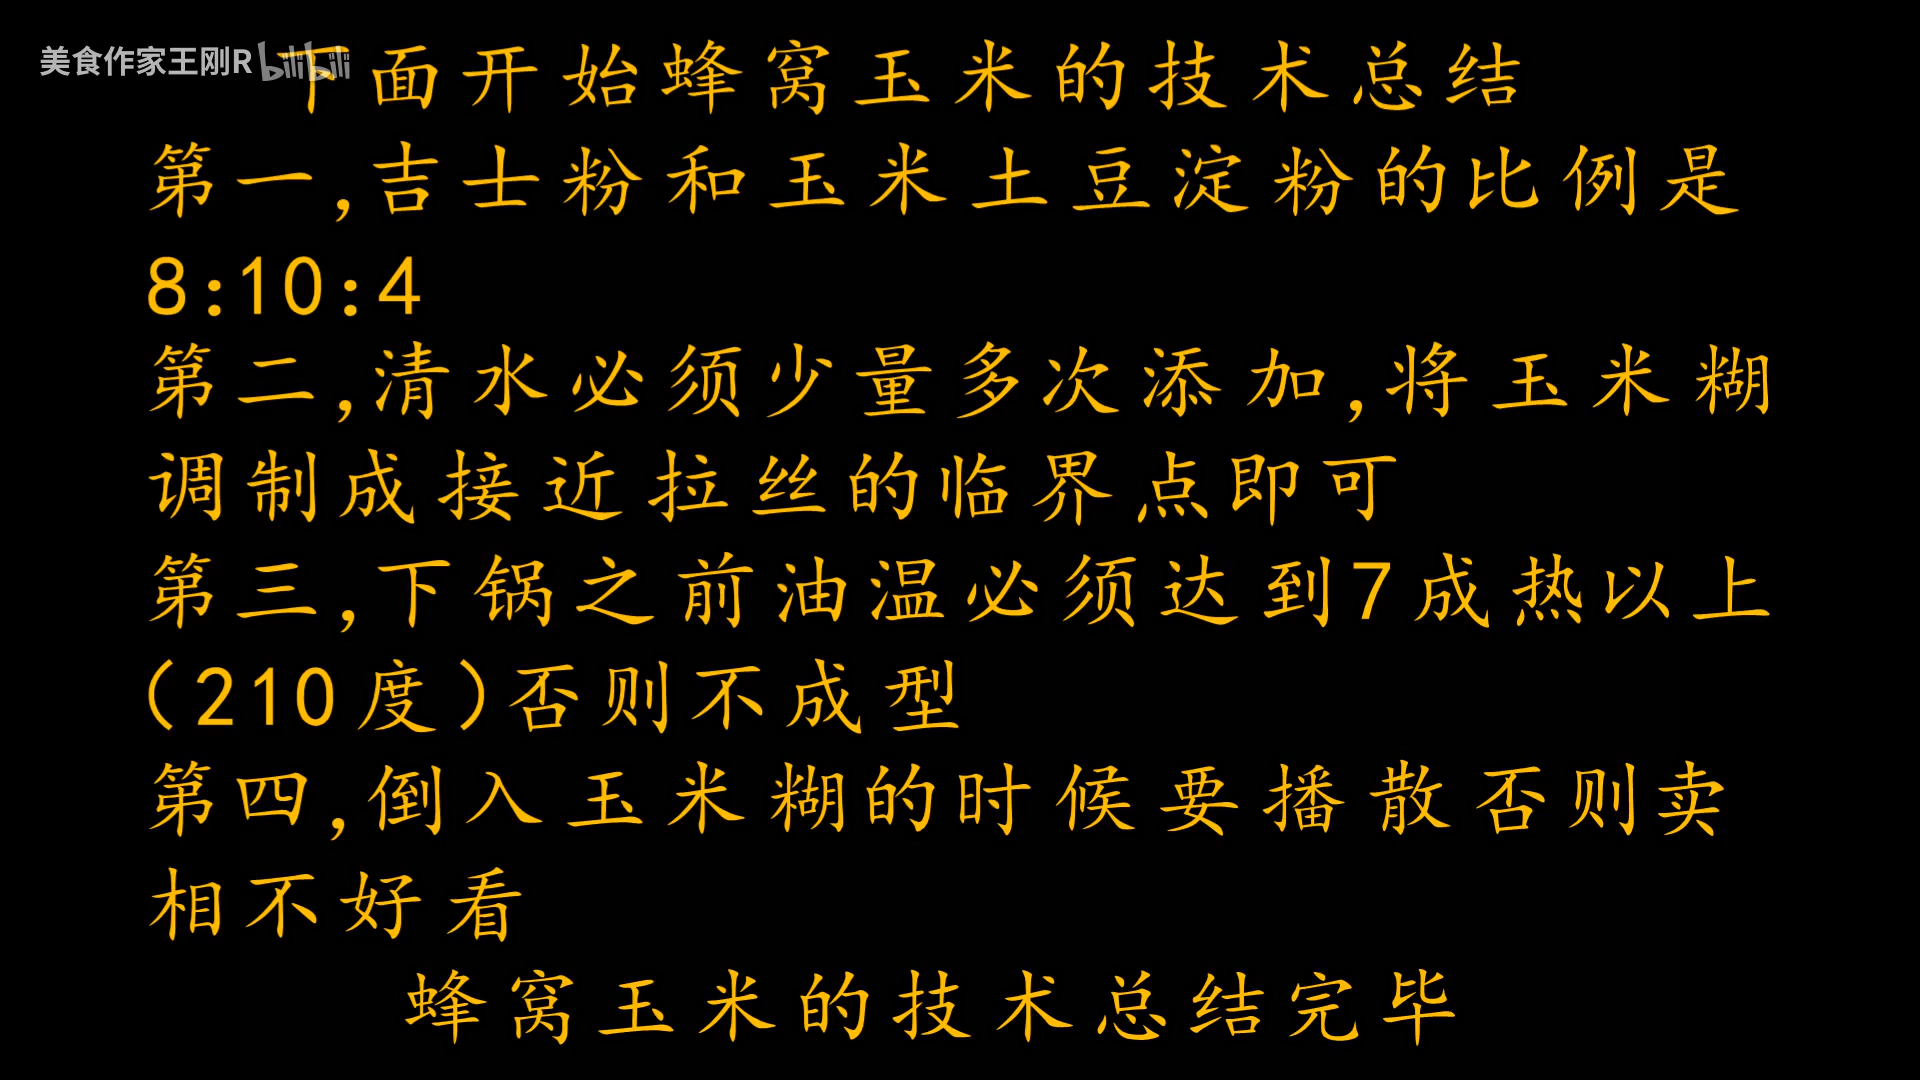 美食作家王刚R bilibili
下面开始蜂窝玉米的技术总结
第一,吉士粉和玉米土豆淀粉的比例是
8:10:4
第二,清水必须少量多次添加,将玉米糊
调制成接近拉丝的临界点即可
第三,下锅之前油温必须达到7成热以上
(210度)否则不成型
第四,倒入玉米糊的时候要播散否则卖
相不好看
蜂窝玉米的技术总结完毕